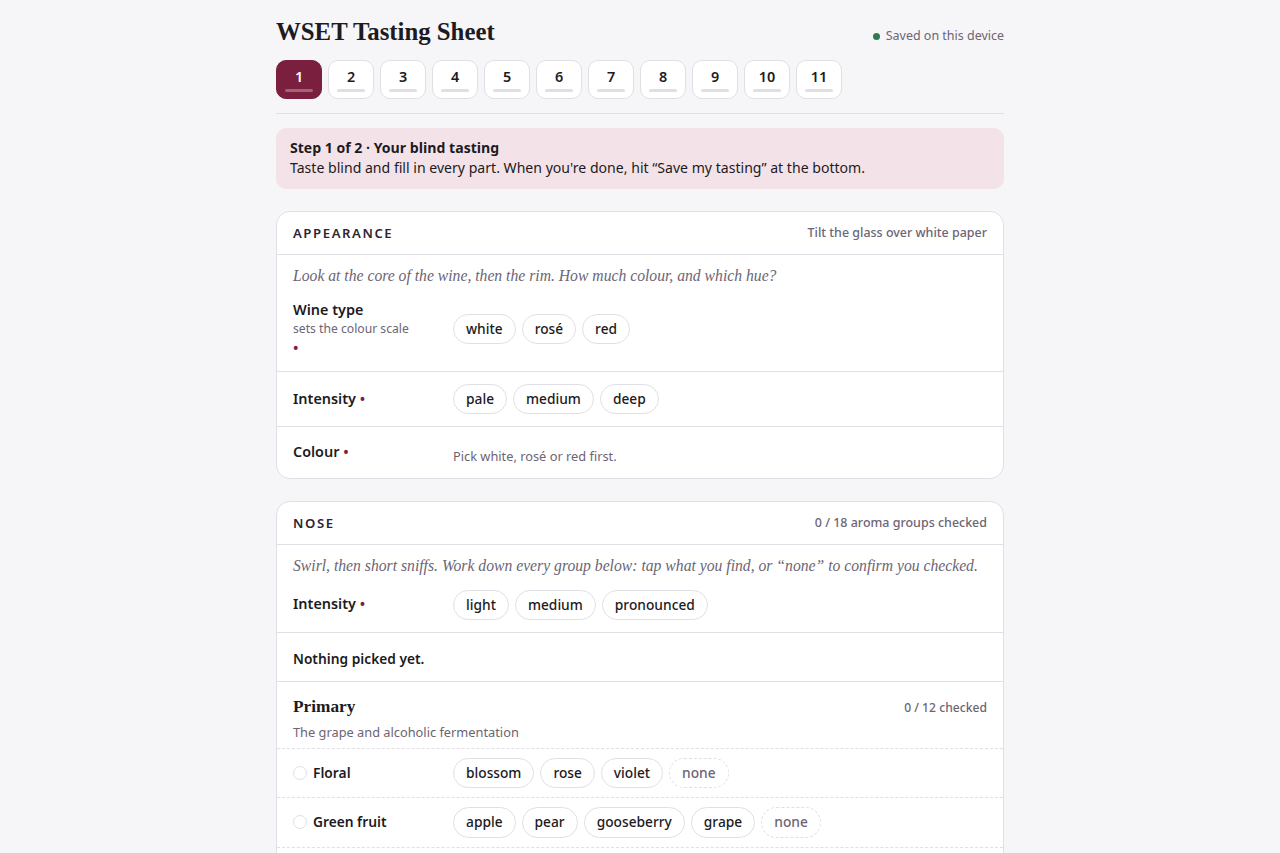 WSET Tasting Sheet
Saved on this device
1 2 3 4 5 6 7 8 9 10 11
Step 1 of 2 · Your blind tasting
Taste blind and fill in every part. When you're done, hit “Save my tasting” at the bottom.
APPEARANCE
Tilt the glass over white paper
Look at the core of the wine, then the rim. How much colour, and which hue?
Wine type
sets the colour scale
•
white rosé red
Intensity • pale medium deep
Colour • Pick white, rosé or red first.
NOSE
0 / 18 aroma groups checked
Swirl, then short sniffs. Work down every group below: tap what you find, or “none” to confirm you checked.
Intensity • light medium pronounced
Nothing picked yet.
Primary
0 / 12 checked
The grape and alcoholic fermentation
Floral blossom rose violet none
Green fruit apple pear gooseberry grape none